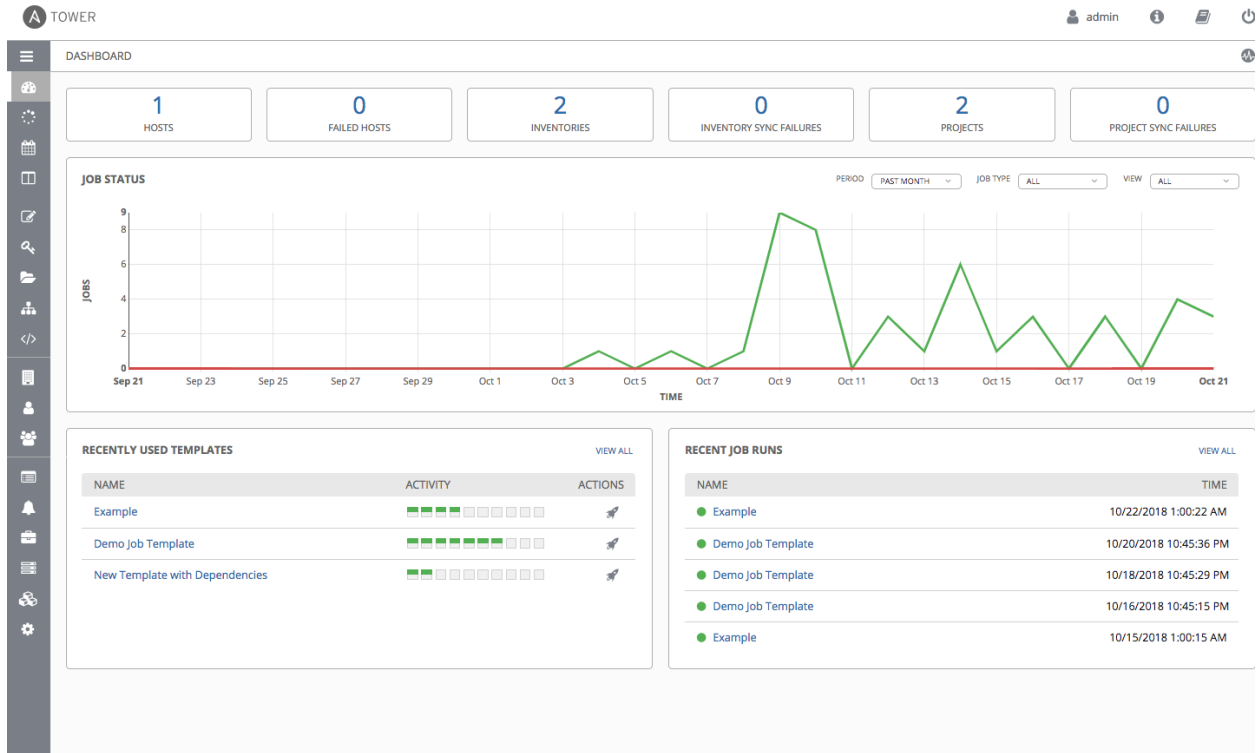 A TOWER
admin
DASHBOARD
1
HOSTS
0
FAILED HOSTS
2
INVENTORIES
0
INVENTORY SYNC FAILURES
2
PROJECTS
0
PROJECT SYNC FAILURES
JOB STATUS
PERIOD PAST MONTH JOB TYPE ALL VIEW ALL
9
8
6
4
2
0
JOBS
Sep 21 Sep 23 Sep 25 Sep 27 Sep 29 Oct 1 Oct 3 Oct 5 Oct 7 Oct 9 Oct 11 Oct 13 Oct 15 Oct 17 Oct 19 Oct 21
TIME
RECENTLY USED TEMPLATES VIEW ALL
NAME ACTIVITY ACTIONS
Example
Demo Job Template
New Template with Dependencies
RECENT JOB RUNS VIEW ALL
NAME TIME
Example 10/22/2018 1:00:22 AM
Demo Job Template 10/20/2018 10:45:36 PM
Demo Job Template 10/18/2018 10:45:29 PM
Demo Job Template 10/16/2018 10:45:15 PM
Example 10/15/2018 1:00:15 AM